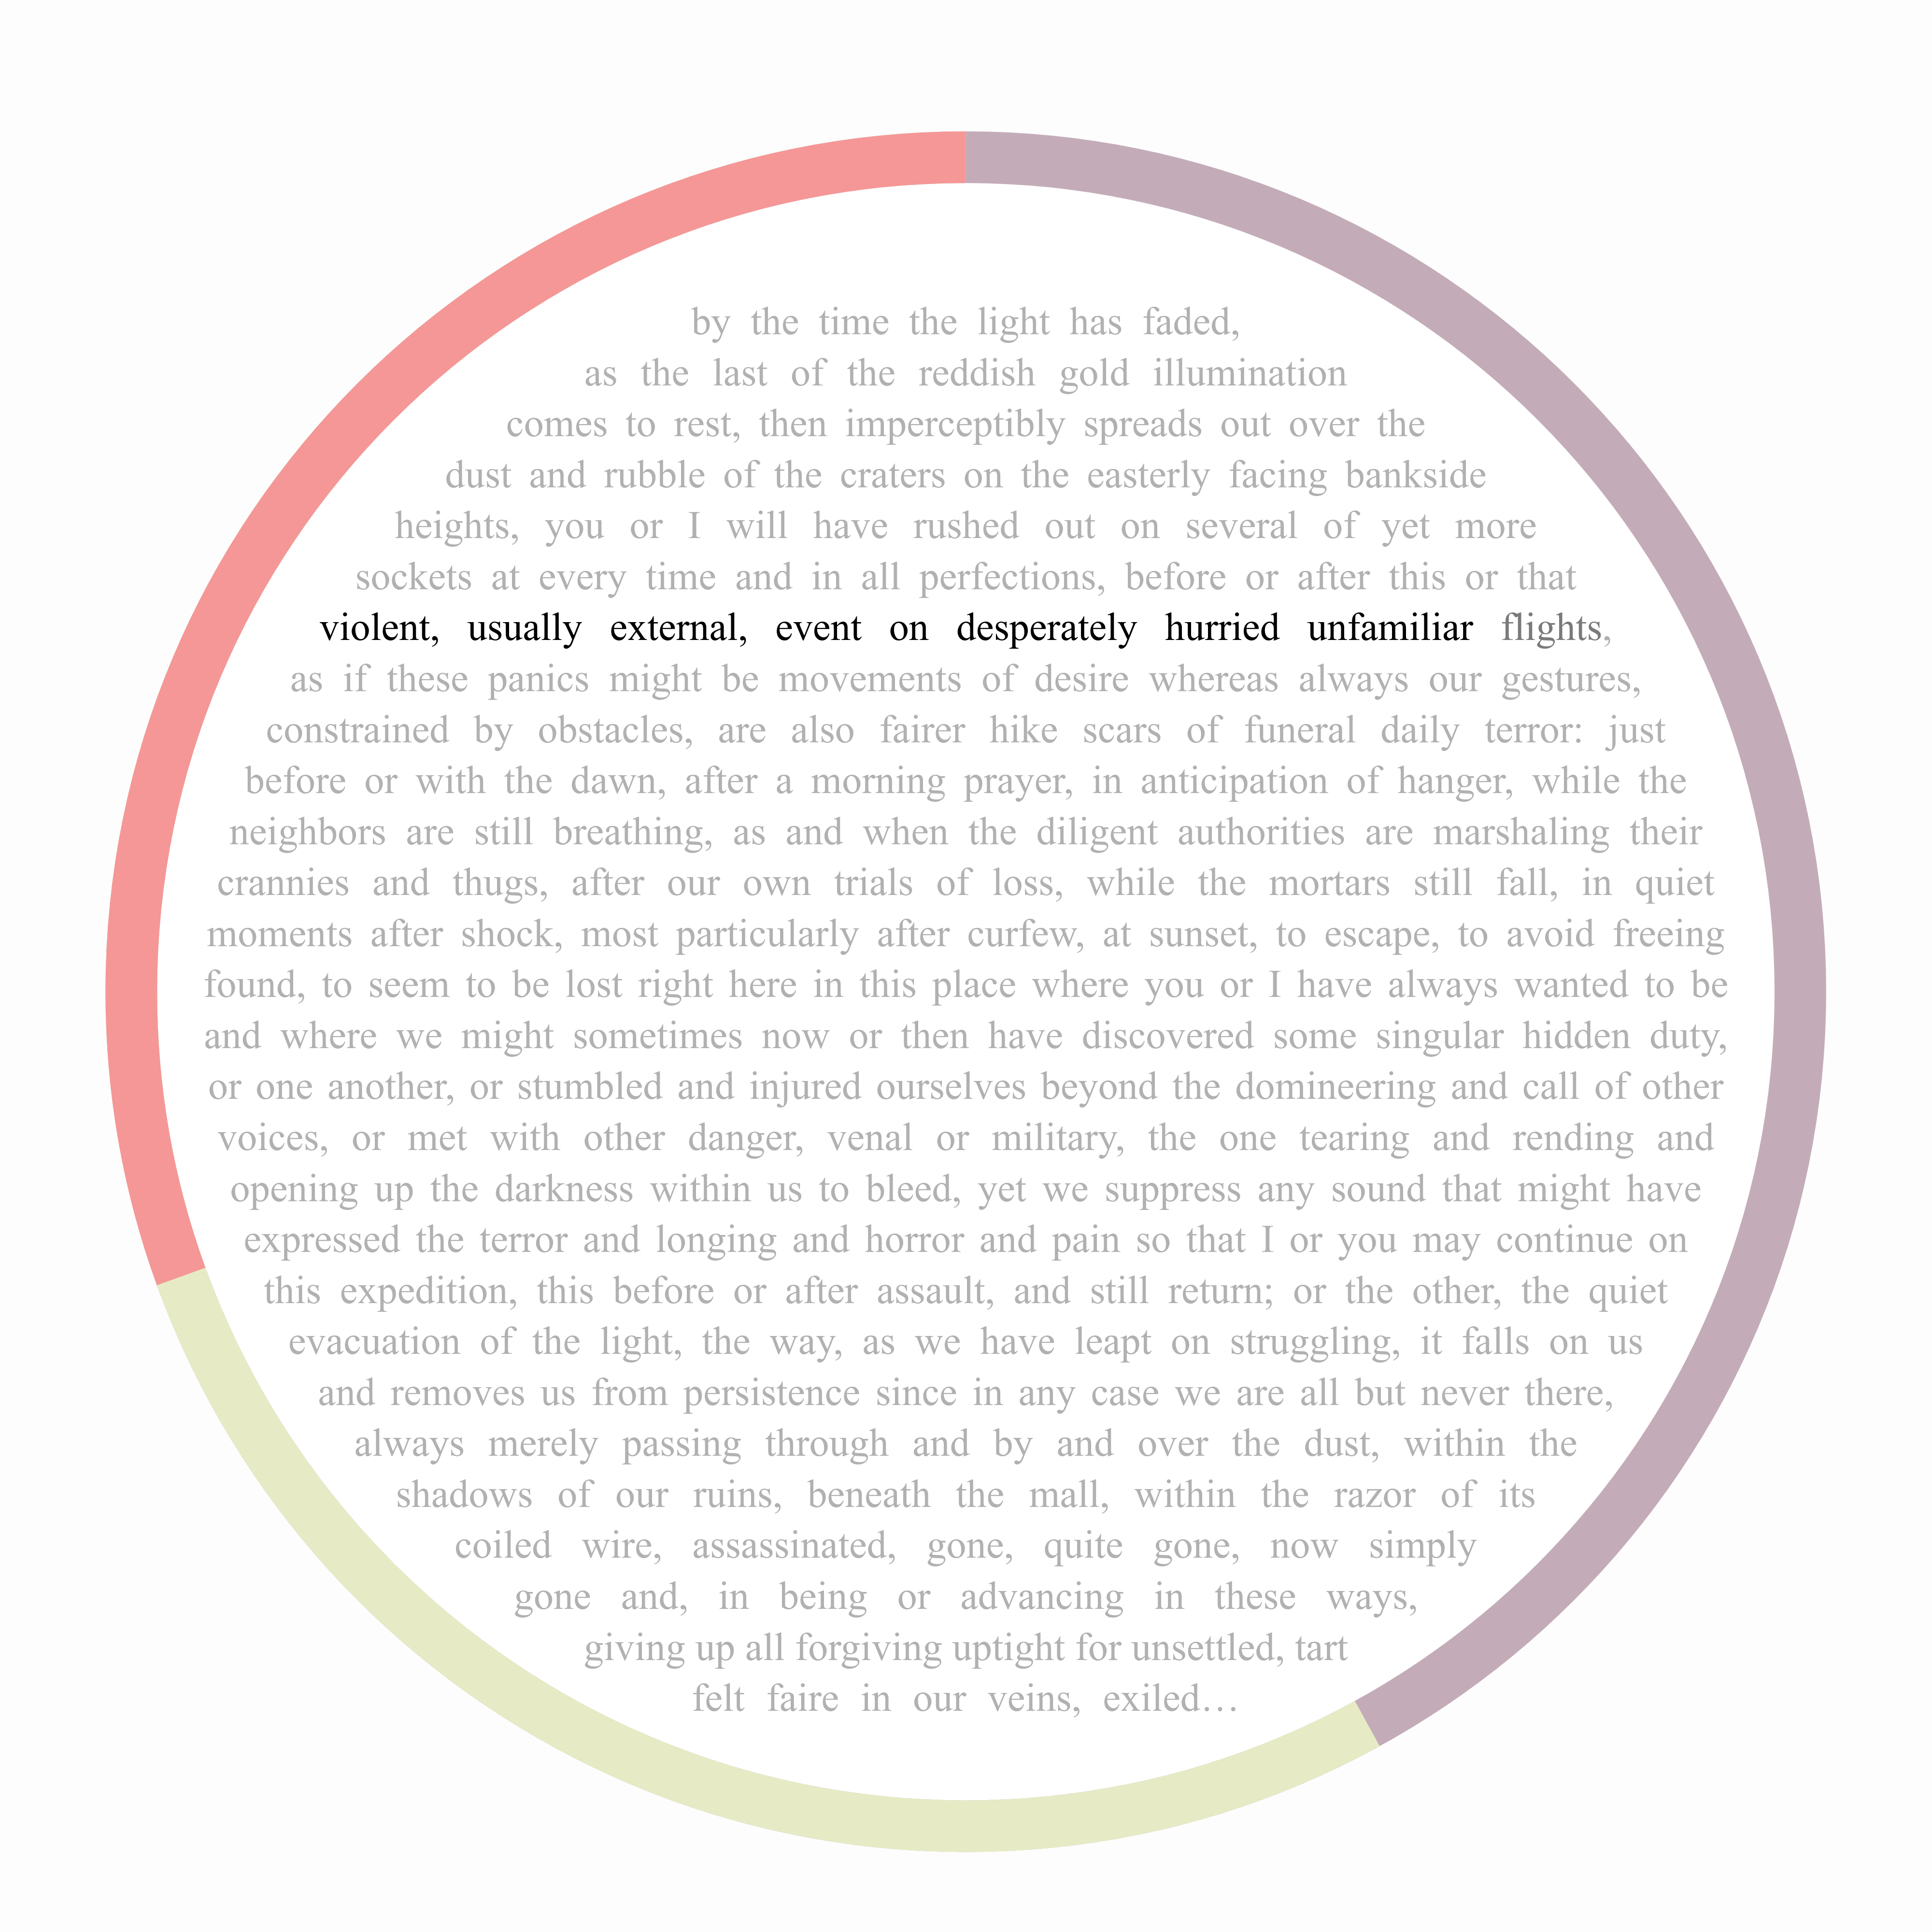 by the time the light has faded,
as the last of the reddish gold illumination
comes to rest, then imperceptibly spreads out over the
dust and rubble of the craters on the easterly facing bankside
heights, you or I will have rushed out on several of yet more
sockets at every time and in all perfections, before or after this or that
violent, usually external, event on desperately hurried unfamiliar flights,
as if these panics might be movements of desire whereas always our gestures,
constrained by obstacles, are also fairer hike scars of funeral daily terror: just
before or with the dawn, after a morning prayer, in anticipation of hanger, while the
neighbors are still breathing, as and when the diligent authorities are marshaling their
crannies and thugs, after our own trials of loss, while the mortars still fall, in quiet
moments after shock, most particularly after curfew, at sunset, to escape, to avoid freeing
found, to seem to be lost right here in this place where you or I have always wanted to be
and where we might sometimes now or then have discovered some singular hidden duty,
or one another, or stumbled and injured ourselves beyond the domineering and call of other
voices, or met with other danger, venal or military, the one tearing and rending and
opening up the darkness within us to bleed, yet we suppress any sound that might have
expressed the terror and longing and horror and pain so that I or you may continue on
this expedition, this before or after assault, and still return; or the other, the quiet
evacuation of the light, the way, as we have leapt on struggling, it falls on us
and removes us from persistence since in any case we are all but never there,
always merely passing through and by and over the dust, within the
shadows of our ruins, beneath the mall, within the razor of its
coiled wire, assassinated, gone, quite gone, now simply
gone and, in being or advancing in these ways,
giving up all forgiving uptight for unsettled, tart
felt faire in our veins, exiled…